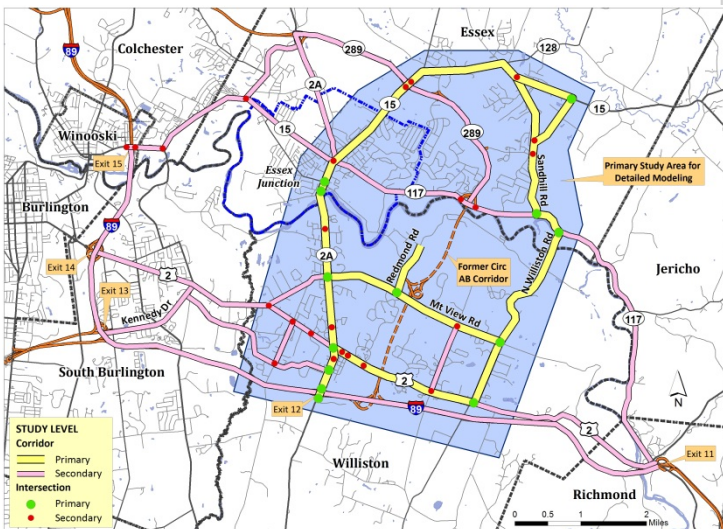 Essex
128
Colchester
289
89
2A
15
15
15
Winooski
289
Exit 15
Essex
Junction
Sandhill Rd
Primary Study Area for
Detailed Modeling
117
Burlington
89
N Williston Rd
Exit 14
2A
Redmond Rd
Former Circ
AB Corridor
Jericho
2
Exit 13
Kennedy Dr
Mt View Rd
117
South Burlington
2
N
Exit 12
89
2
STUDY LEVEL
Corridor
Primary
Secondary
Intersection
Primary
Secondary
Exit 11
Williston
Richmond
0 0.5 1 2
Miles